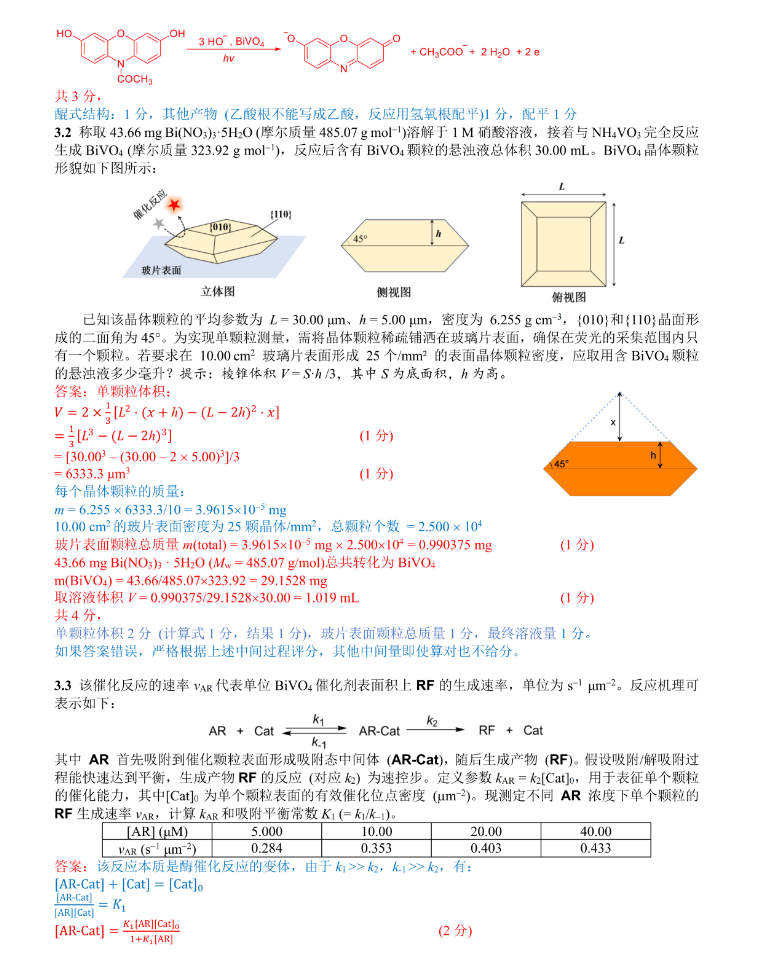 HO O OH 3 HO⁻ , BiVO₄ ⁻O O O
hν + CH₃COO⁻ + 2 H₂O + 2 e
N N
COCH₃
共 3 分，
醌式结构：1 分，其他产物 (乙酸根不能写成乙酸，反应用氢氧根配平)1 分，配平 1 分
3.2 称取 43.66 mg Bi(NO₃)₃·5H₂O (摩尔质量 485.07 g mol⁻¹)溶解于 1 M 硝酸溶液，接着与 NH₄VO₃ 完全反应
生成 BiVO₄ (摩尔质量 323.92 g mol⁻¹)，反应后含有 BiVO₄ 颗粒的悬浊液总体积 30.00 mL。BiVO₄ 晶体颗粒
形貌如下图所示：
催化反应 {010} {110} 玻片表面
45° h
L
L
立体图 侧视图 俯视图
已知该晶体颗粒的平均参数为 L = 30.00 μm、h = 5.00 μm，密度为 6.255 g cm⁻³，{010}和{110}晶面形
成的二面角为 45°。为实现单颗粒测量，需将晶体颗粒稀疏铺洒在玻璃片表面，确保在荧光的采集范围内只
有一个颗粒。若要求在 10.00 cm² 玻璃片表面形成 25 个/mm² 的表面晶体颗粒密度，应取用含 BiVO₄ 颗粒
的悬浊液多少毫升？提示：棱锥体积 V = S·h /3，其中 S 为底面积，h 为高。
答案：单颗粒体积：
V = 2 × 1/3 [L² · (x + h) − (L − 2h)² · x]
= 1/3 [L³ − (L − 2h)³] (1 分)
= [30.00³ – (30.00 – 2 × 5.00)³]/3
= 6333.3 μm³ (1 分)
x
h
45°
每个晶体颗粒的质量：
m = 6.255 × 6333.3/10 = 3.9615×10⁻⁵ mg
10.00 cm² 的玻片表面密度为 25 颗晶体/mm²，总颗粒个数 = 2.500 × 10⁴
玻片表面颗粒总质量 m(total) = 3.9615×10⁻⁵ mg × 2.500×10⁴ = 0.990375 mg (1 分)
43.66 mg Bi(NO₃)₃ · 5H₂O (Mw = 485.07 g/mol)总共转化为 BiVO₄
m(BiVO₄) = 43.66/485.07×323.92 = 29.1528 mg
取溶液体积 V = 0.990375/29.1528×30.00 = 1.019 mL (1 分)
共 4 分，
单颗粒体积 2 分 (计算式 1 分，结果 1 分)，玻片表面颗粒总质量 1 分，最终溶液量 1 分。
如果答案错误，严格根据上述中间过程评分，其他中间量即使算对也不给分。
3.3 该催化反应的速率 vAR 代表单位 BiVO₄ 催化剂表面积上 RF 的生成速率，单位为 s⁻¹ μm⁻²。反应机理可
表示如下：
AR + Cat k₁ k₋₁ AR-Cat k₂ RF + Cat
其中 AR 首先吸附到催化颗粒表面形成吸附态中间体 (AR-Cat)，随后生成产物 (RF)。假设吸附/解吸附过
程能快速达到平衡，生成产物 RF 的反应 (对应 k₂) 为速控步。定义参数 kAR = k₂[Cat]₀，用于表征单个颗粒
的催化能力，其中[Cat]₀ 为单个颗粒表面的有效催化位点密度 (μm⁻²)。现测定不同 AR 浓度下单个颗粒的
RF 生成速率 vAR，计算 kAR 和吸附平衡常数 K₁ (= k₁/k₋₁)。
[AR] (μM) 5.000 10.00 20.00 40.00
vAR (s⁻¹ μm⁻²) 0.284 0.353 0.403 0.433
答案：该反应本质是酶催化反应的变体，由于 k₁ >> k₂，k₋₁ >> k₂，有：
[AR-Cat] + [Cat] = [Cat]₀
[AR-Cat]/[AR][Cat] = K₁
[AR-Cat] = K₁[AR][Cat]₀/1+K₁[AR] (2 分)